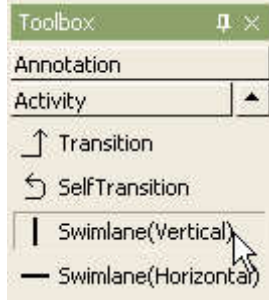 Toolbox
Annotation
Activity
Transition
SelfTransition
Swimlane(Vertical)
Swimlane(Horizontal)